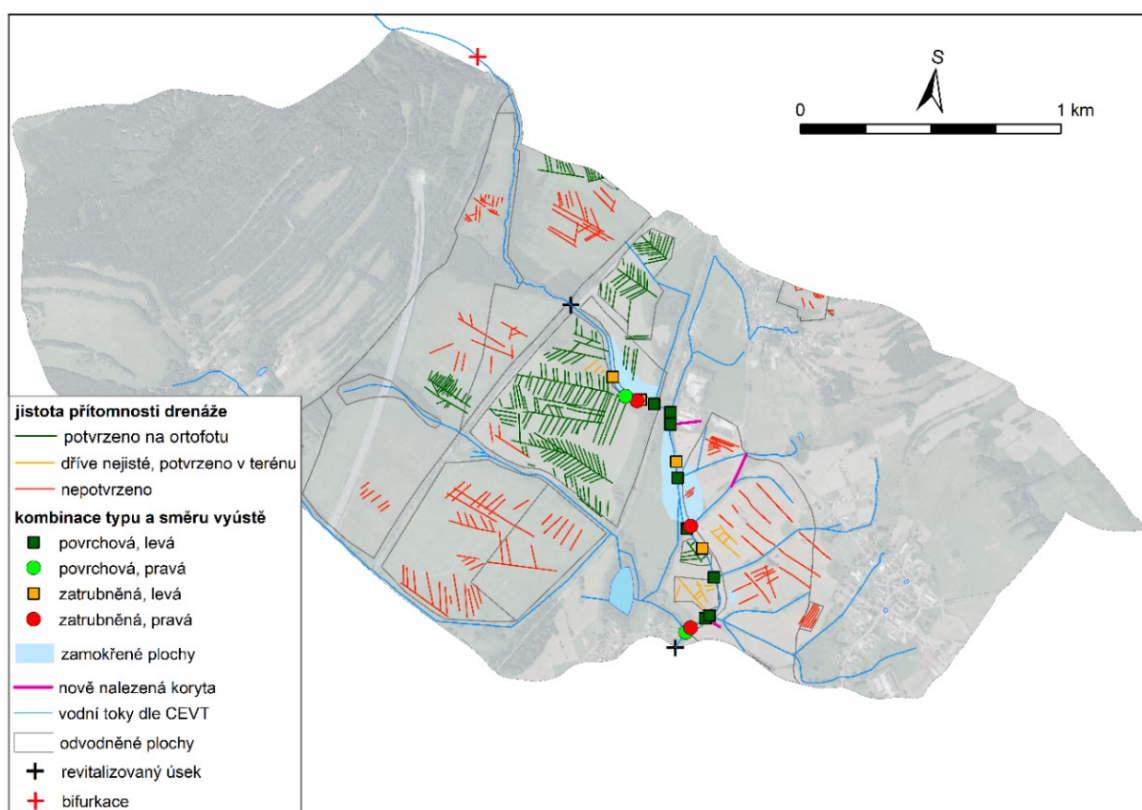 S
0 1 km
jistota přítomnosti drenáže
potvrzeno na ortofotu
dříve nejisté, potvrzeno v terénu
nepotvrzeno
kombinace typu a směru vyústě
povrchová, levá
povrchová, pravá
zatrubněná, levá
zatrubněná, pravá
zamokřené plochy
nově nalezená koryta
vodní toky dle CEVT
odvodněné plochy
revitalizovaný úsek
bifurkace